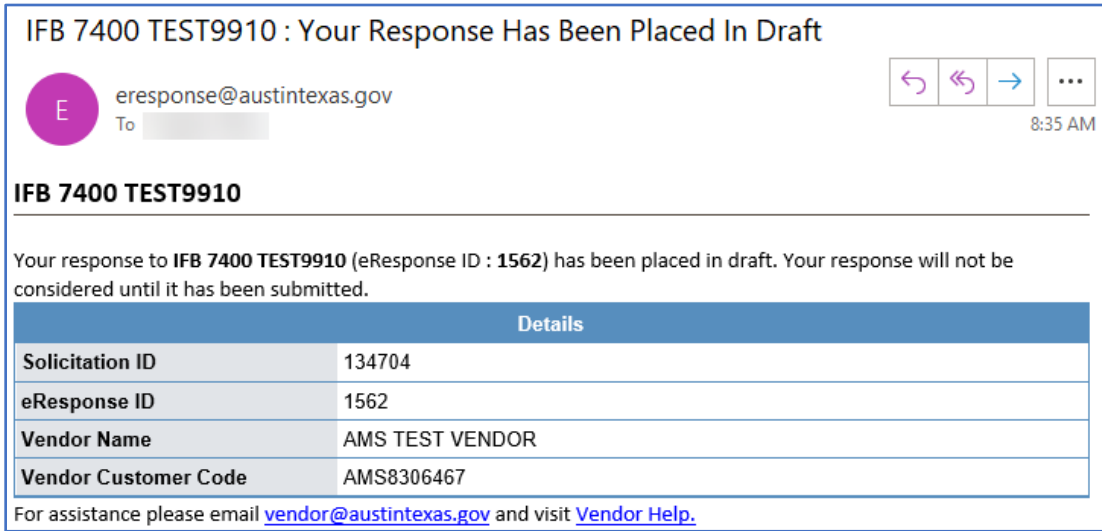 IFB 7400 TEST9910 : Your Response Has Been Placed In Draft
E
eresponse@austintexas.gov
To
8:35 AM
IFB 7400 TEST9910
Your response to IFB 7400 TEST9910 (eResponse ID : 1562) has been placed in draft. Your response will not be
considered until it has been submitted.
Details
Solicitation ID 134704
eResponse ID 1562
Vendor Name AMS TEST VENDOR
Vendor Customer Code AMS8306467
For assistance please email vendor@austintexas.gov and visit Vendor Help.